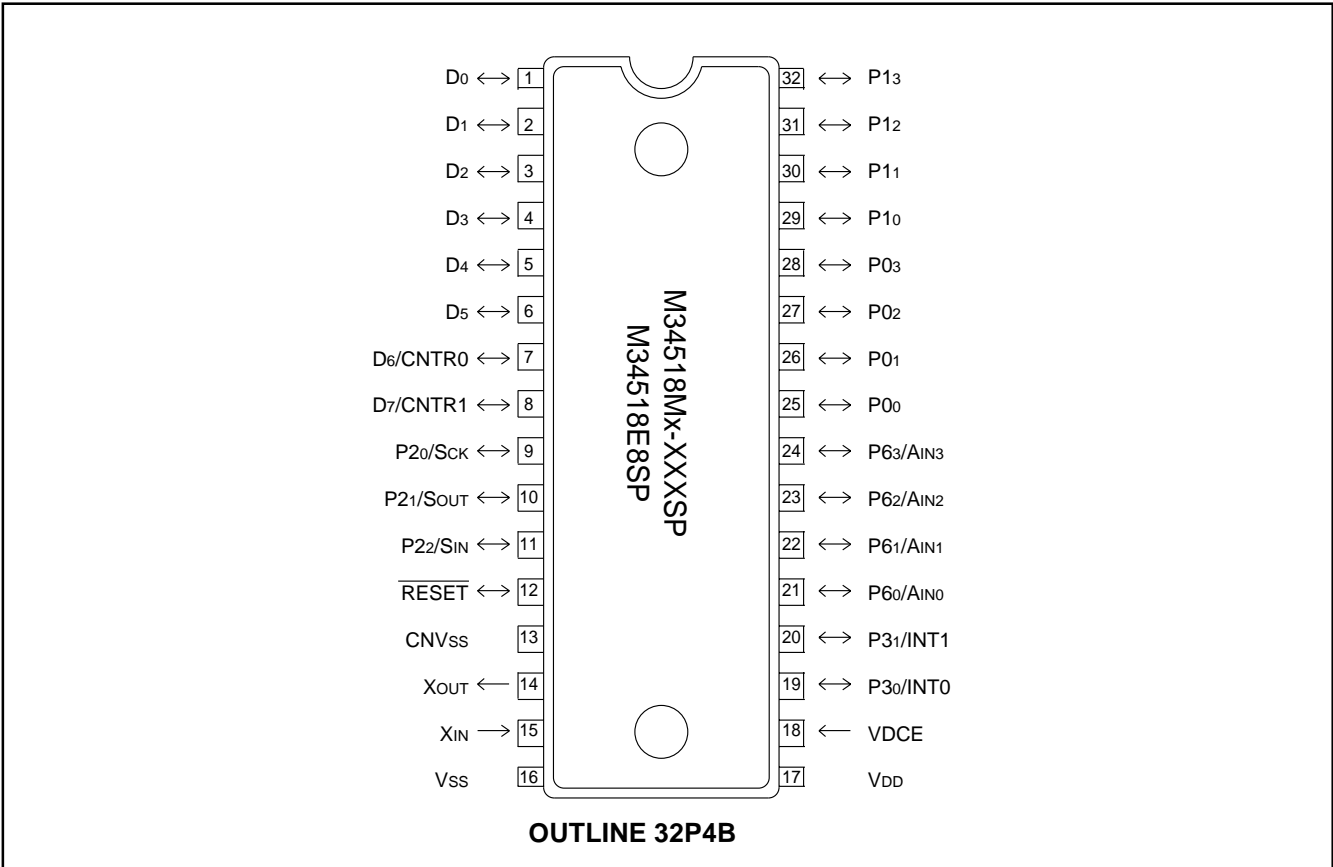 D0 1 32 P13
D1 2 31 P12
D2 3 30 P11
D3 4 29 P10
D4 5 28 P03
D5 6 27 P02
D6/CNTR0 7 26 P01
D7/CNTR1 8 25 P00
P20/SCK 9 24 P63/AIN3
P21/SOUT 10 23 P62/AIN2
P22/SIN 11 22 P61/AIN1
RESET 12 21 P60/AIN0
CNVSS 13 20 P31/INT1
XOUT 14 19 P30/INT0
XIN 15 18 VDCE
VSS 16 17 VDD
M34518Mx-XXXSP
M34518E8SP
OUTLINE 32P4B